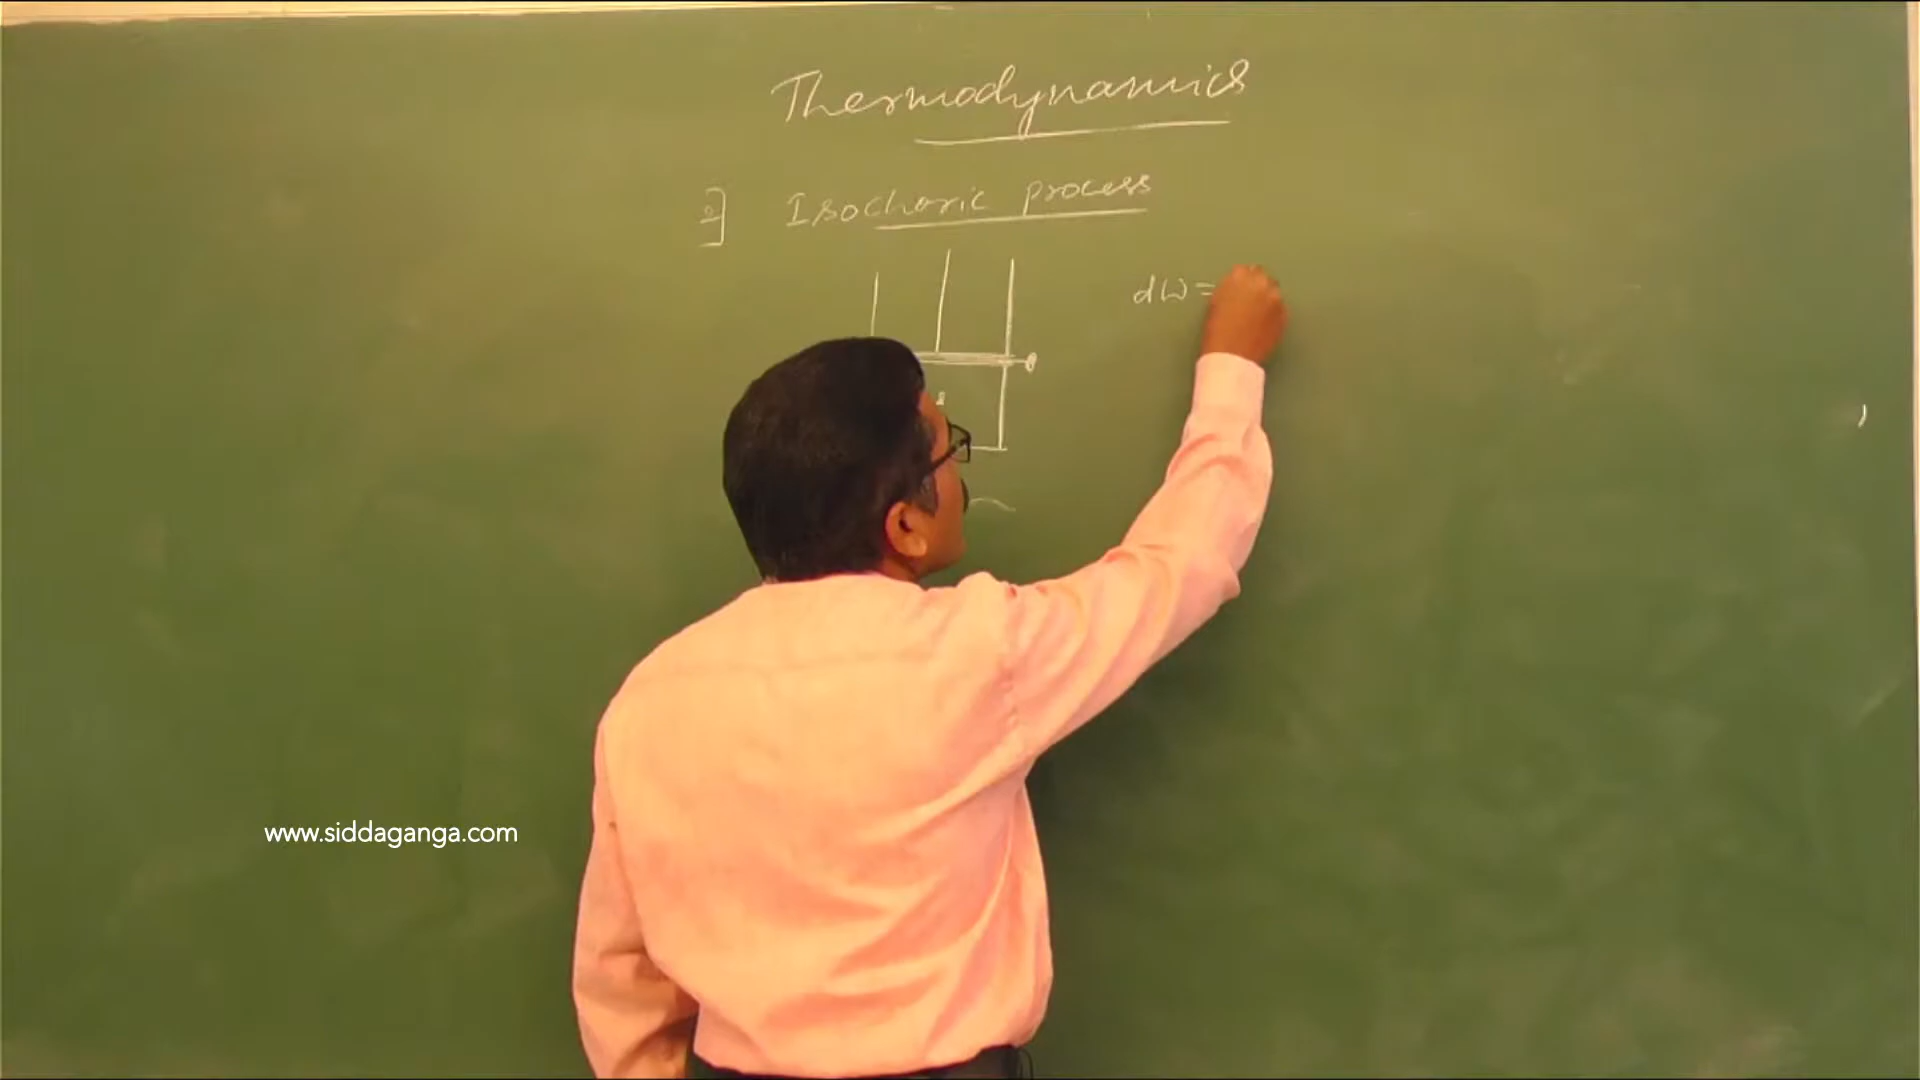 Thermodynamics
2] Isochoric process
dW =
www.siddaganga.com